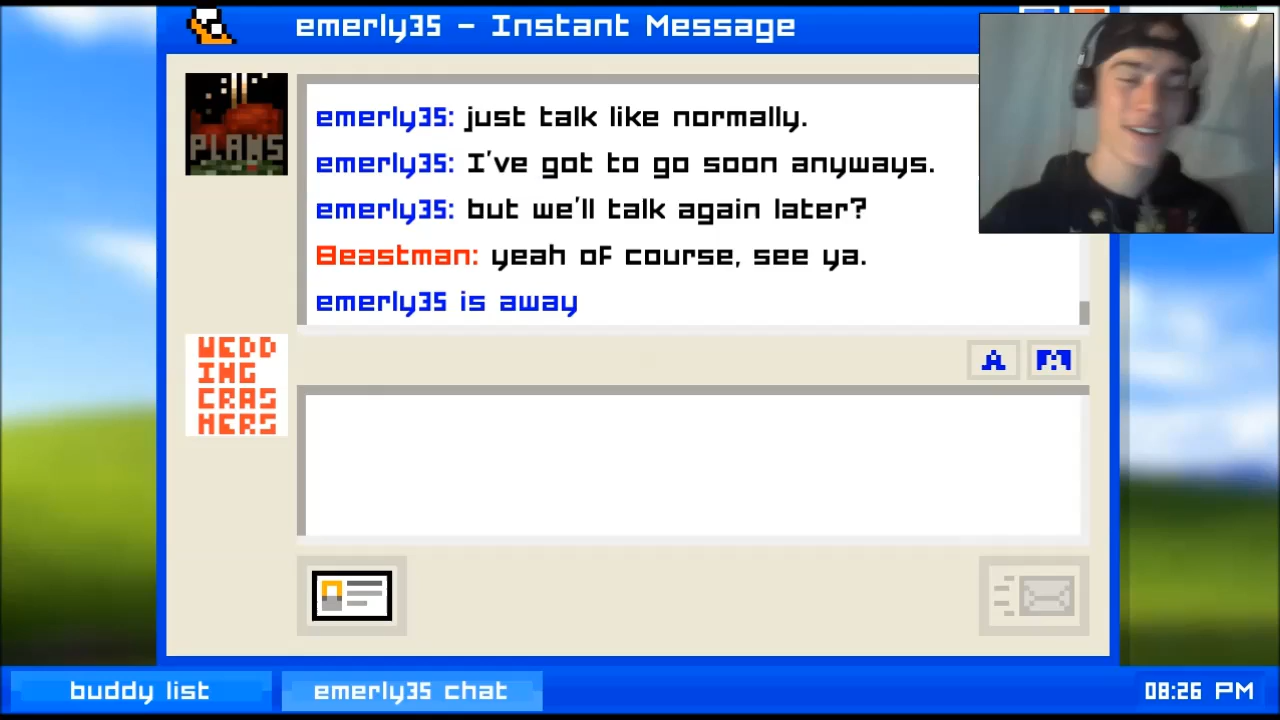 emerly35 - Instant Message
PLANS
emerly35: just talk like normally.
emerly35: I've got to go soon anyways.
emerly35: but we'll talk again later?
Beastman: yeah of course, see ya.
emerly35 is away
WEDD
ING
CRAS
HERS
A
buddy list
emerly35 chat
08:26 PM